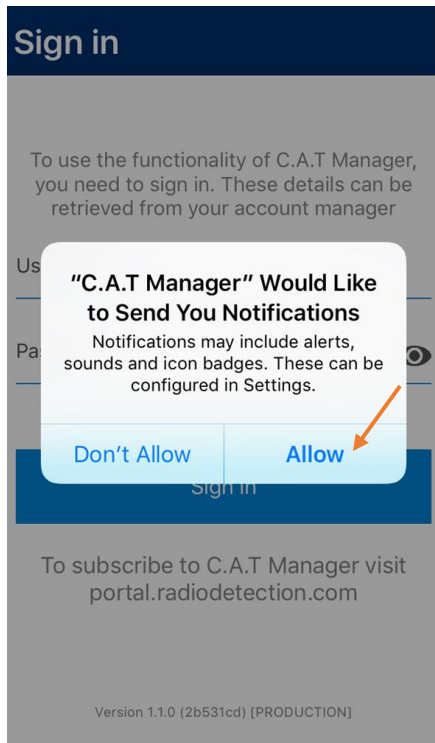 Sign in
To use the functionality of C.A.T Manager,
you need to sign in. These details can be
retrieved from your account manager
Us
"C.A.T Manager" Would Like
to Send You Notifications
Notifications may include alerts,
sounds and icon badges. These can be
configured in Settings.
Pa
Don't Allow
Allow
Sign in
To subscribe to C.A.T Manager visit
portal.radiodetection.com
Version 1.1.0 (2b531cd) [PRODUCTION]